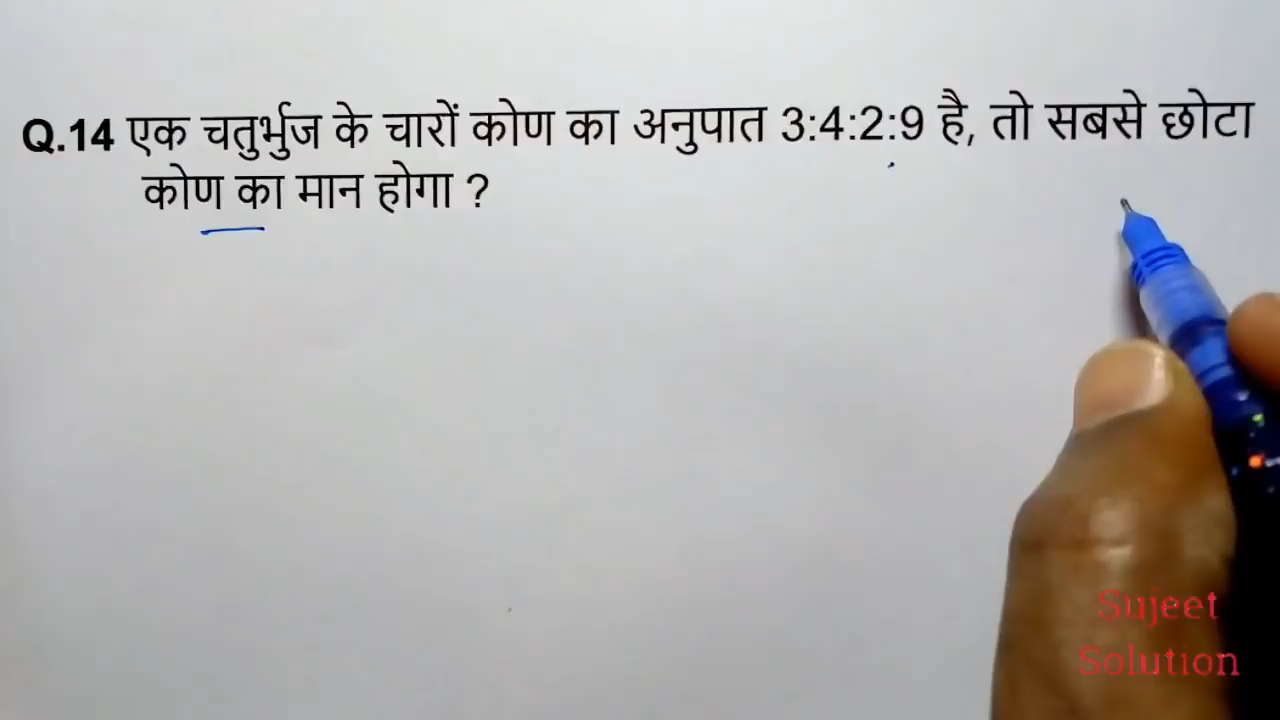 Q.14 एक चतुर्भुज के चारों कोण का अनुपात 3:4:2:9 है, तो सबसे छोटा
कोण का मान होगा ?
Sujeet
Solution